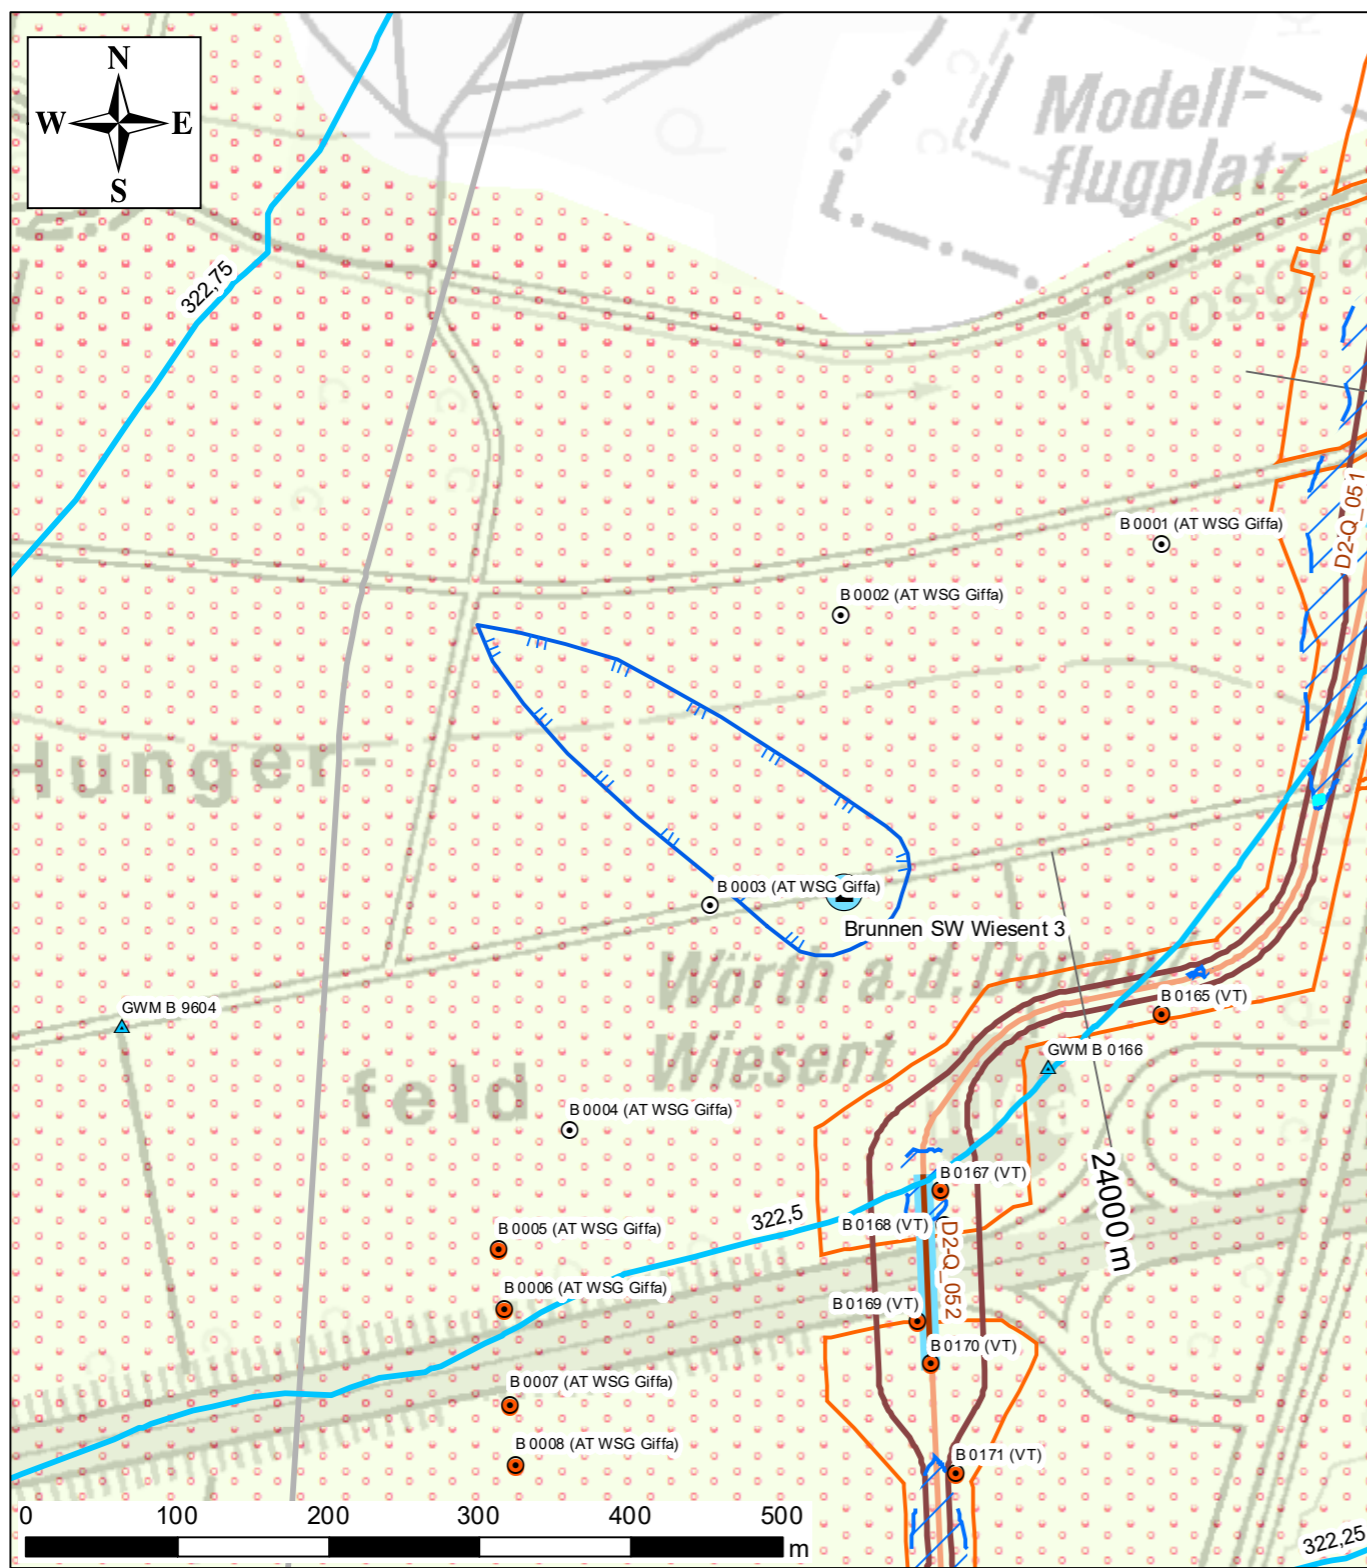 N
W E
S
Modell-
flugplatz
322,75
Moosgra
D2-Q_051
B 0001 (AT WSG Giffa)
B 0002 (AT WSG Giffa)
Hunger-
B 0003 (AT WSG Giffa)
Brunnen SW Wiesent 3
Wörth a.d.Donau
Wiesent
GWM B 9604
B 0165 (VT)
GWM B 0166
feld
B 0004 (AT WSG Giffa)
24000 m
B 0167 (VT)
322,5
B 0168 (VT)
D2-Q_052
B 0005 (AT WSG Giffa)
B 0006 (AT WSG Giffa)
B 0169 (VT)
B 0170 (VT)
B 0007 (AT WSG Giffa)
B 0008 (AT WSG Giffa)
B 0171 (VT)
0 100 200 300 400 500
m
322,25